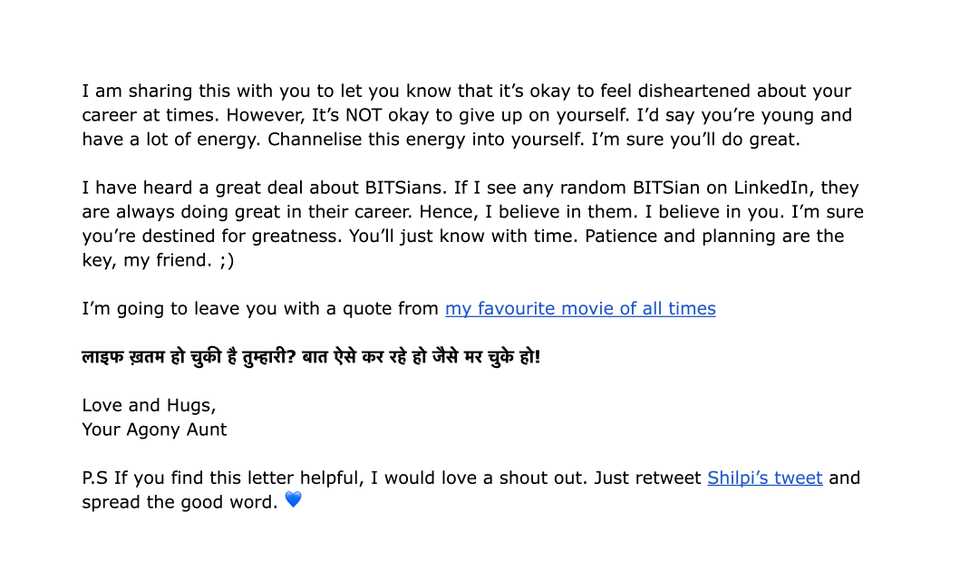 I am sharing this with you to let you know that it’s okay to feel disheartened about your
career at times. However, It’s NOT okay to give up on yourself. I’d say you’re young and
have a lot of energy. Channelise this energy into yourself. I’m sure you’ll do great.
I have heard a great deal about BITSians. If I see any random BITSian on LinkedIn, they
are always doing great in their career. Hence, I believe in them. I believe in you. I’m sure
you’re destined for greatness. You’ll just know with time. Patience and planning are the
key, my friend. ;)
I’m going to leave you with a quote from my favourite movie of all times
लाइफ ख़तम हो चुकी है तुम्हारी? बात ऐसे कर रहे हो जैसे मर चुके हो!
Love and Hugs,
Your Agony Aunt
P.S If you find this letter helpful, I would love a shout out. Just retweet Shilpi’s tweet and
spread the good word. 💙